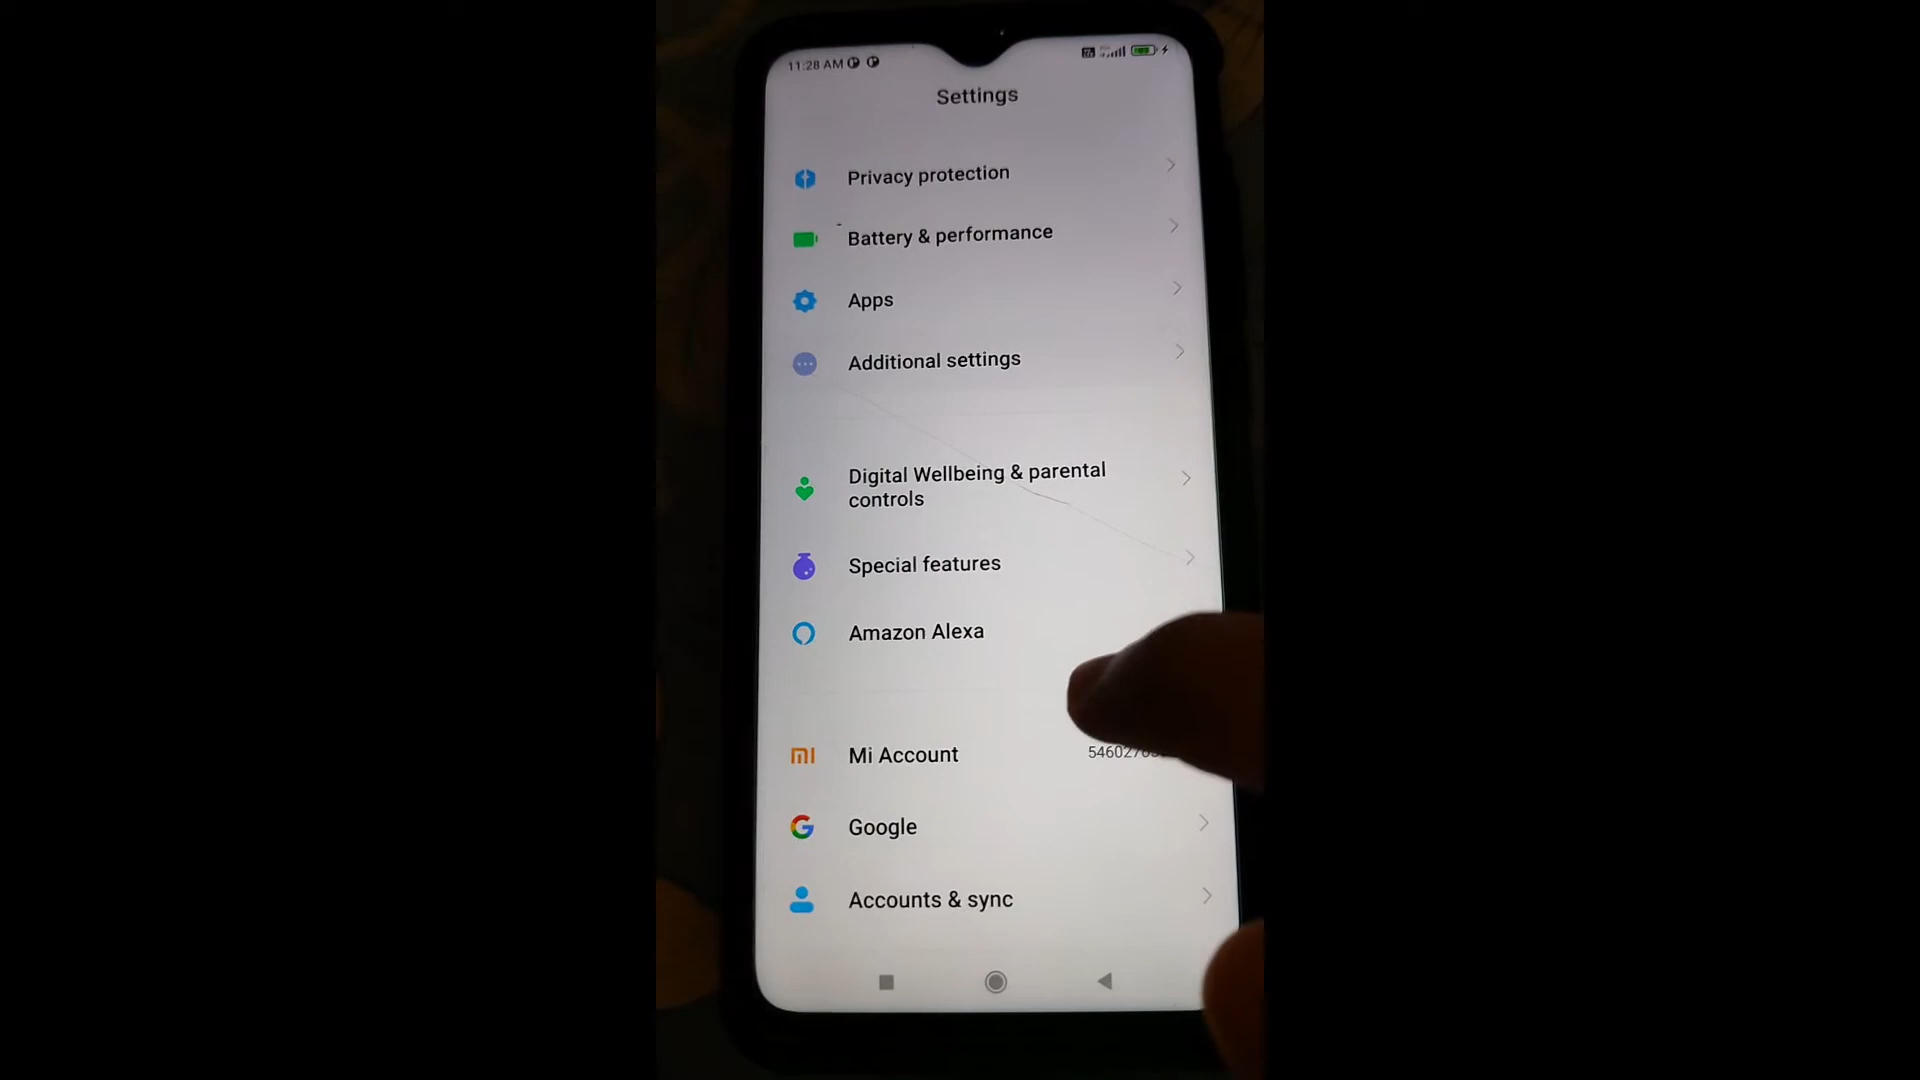 11:28 AM
Settings
Privacy protection
Battery & performance
Apps
Additional settings
Digital Wellbeing & parental
controls
Special features
Amazon Alexa
Mi Account
Google
Accounts & sync